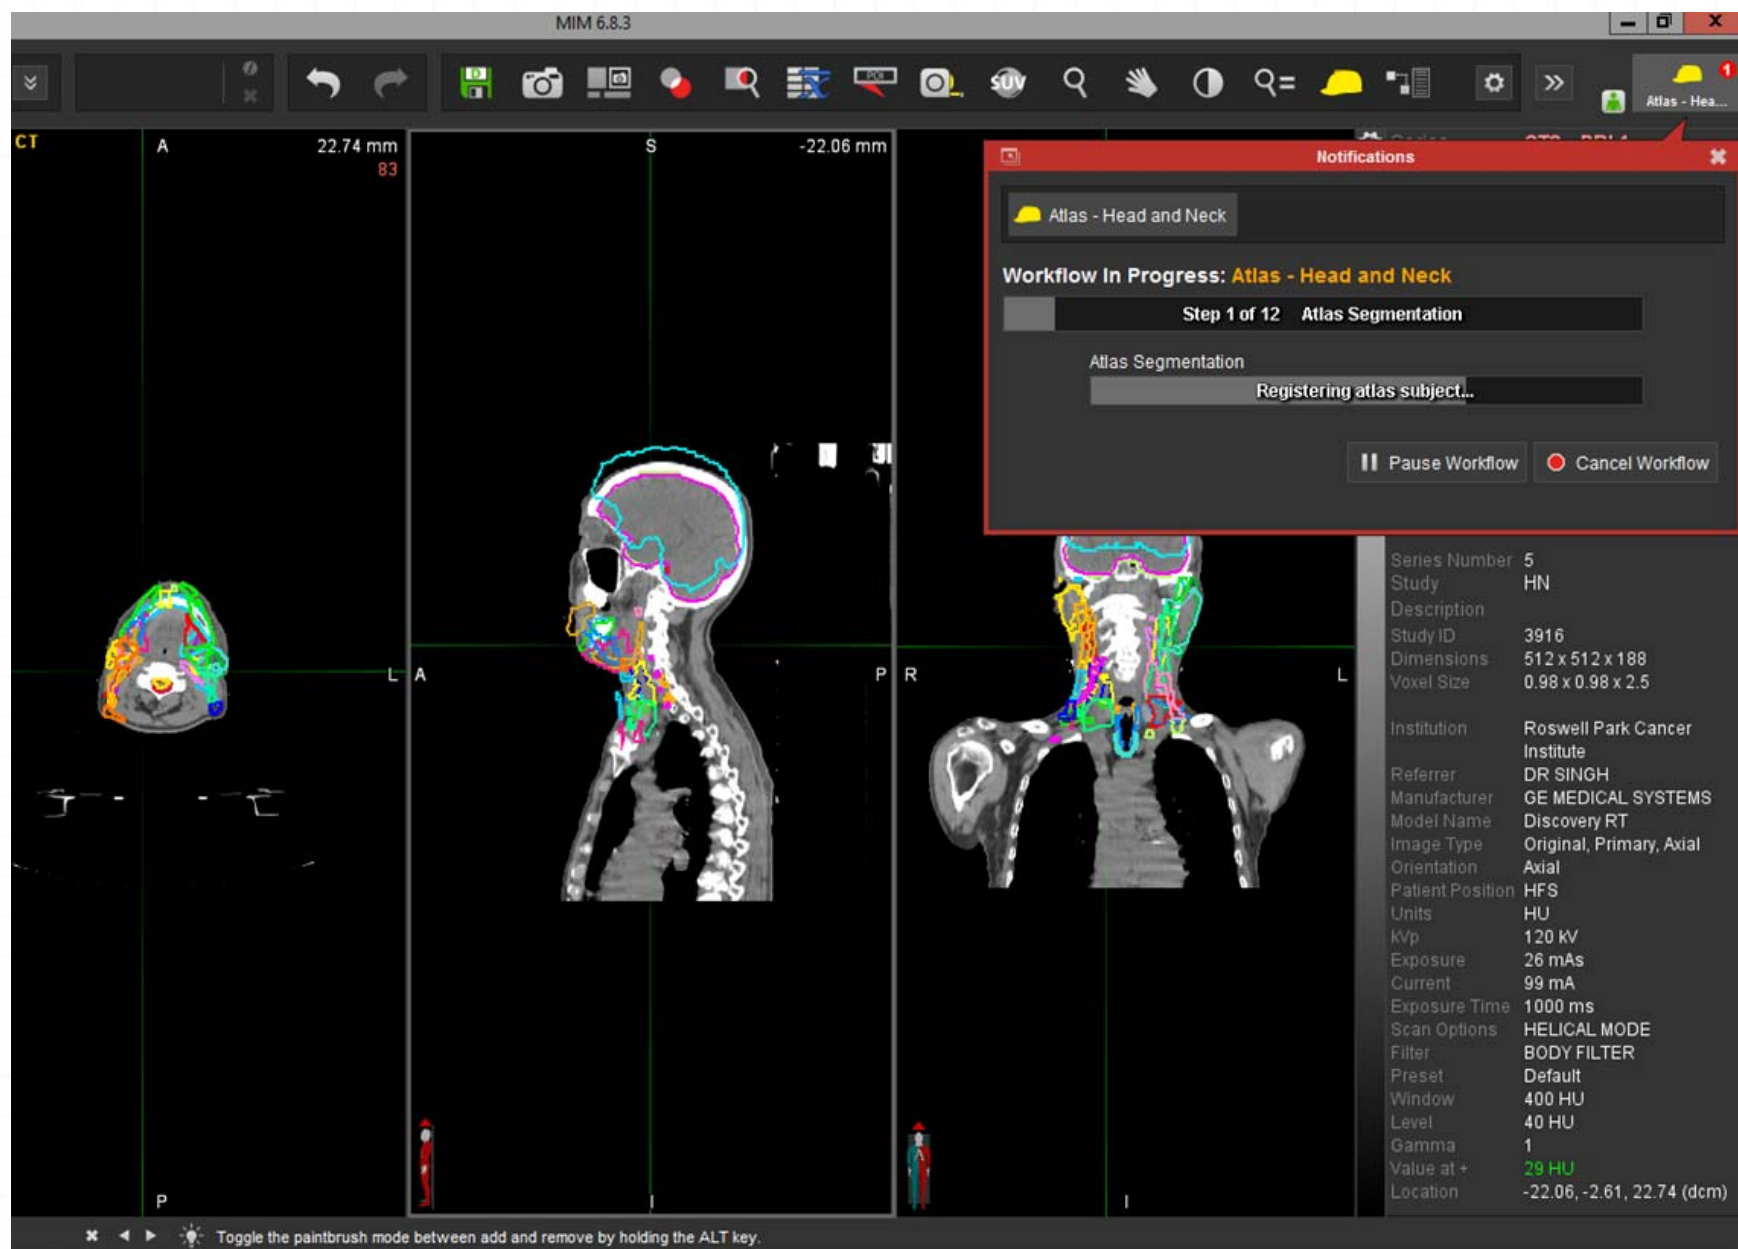 MIM 6.8.3
SUV
1
Atlas - Hea...
CT
A
22.74 mm
83
S
-22.06 mm
Notifications
Atlas - Head and Neck
Workflow In Progress: Atlas - Head and Neck
Step 1 of 12 Atlas Segmentation
Atlas Segmentation
Registering atlas subject...
Pause Workflow
Cancel Workflow
L
A
P
R
L
Series Number 5
Study HN
Description
Study ID 3916
Dimensions 512 x 512 x 188
Voxel Size 0.98 x 0.98 x 2.5
Institution Roswell Park Cancer
Institute
Referrer DR SINGH
Manufacturer GE MEDICAL SYSTEMS
Model Name Discovery RT
Image Type Original, Primary, Axial
Orientation Axial
Patient Position HFS
Units HU
kVp 120 kV
Exposure 26 mAs
Current 99 mA
Exposure Time 1000 ms
Scan Options HELICAL MODE
Filter BODY FILTER
Preset Default
Window 400 HU
Level 40 HU
Gamma 1
Value at + 29 HU
Location -22.06, -2.61, 22.74 (dcm)
P
I
I
Toggle the paintbrush mode between add and remove by holding the ALT key.